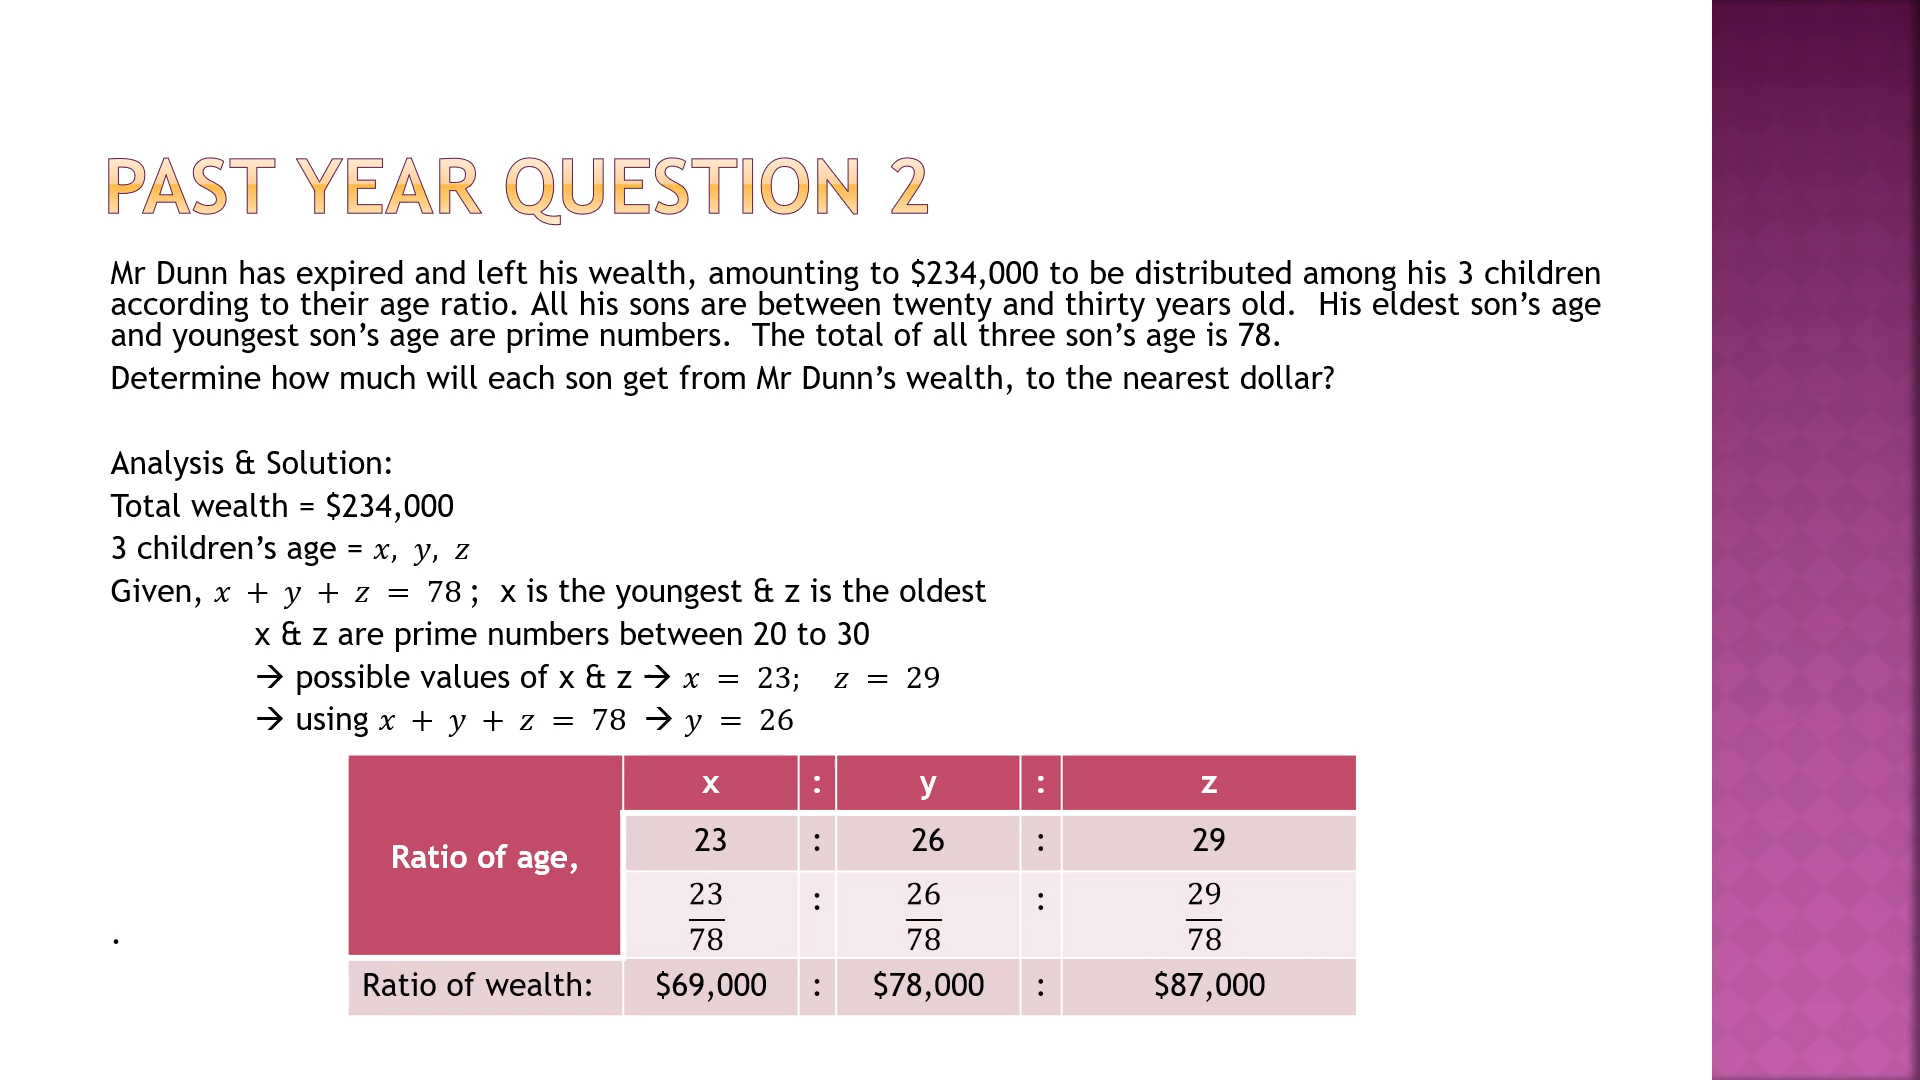 PAST YEAR QUESTION 2
Mr Dunn has expired and left his wealth, amounting to $234,000 to be distributed among his 3 children
according to their age ratio. All his sons are between twenty and thirty years old.  His eldest son’s age
and youngest son’s age are prime numbers.  The total of all three son’s age is 78.
Determine how much will each son get from Mr Dunn’s wealth, to the nearest dollar?
Analysis & Solution:
Total wealth = $234,000
3 children’s age = x, y, z
Given, x + y + z = 78 ;  x is the youngest & z is the oldest
x & z are prime numbers between 20 to 30
→ possible values of x & z → x = 23;  z = 29
→ using x + y + z = 78 → y = 26
x : y : z
Ratio of age,
23 : 26 : 29
23/78 : 26/78 : 29/78
.
Ratio of wealth: $69,000 : $78,000 : $87,000